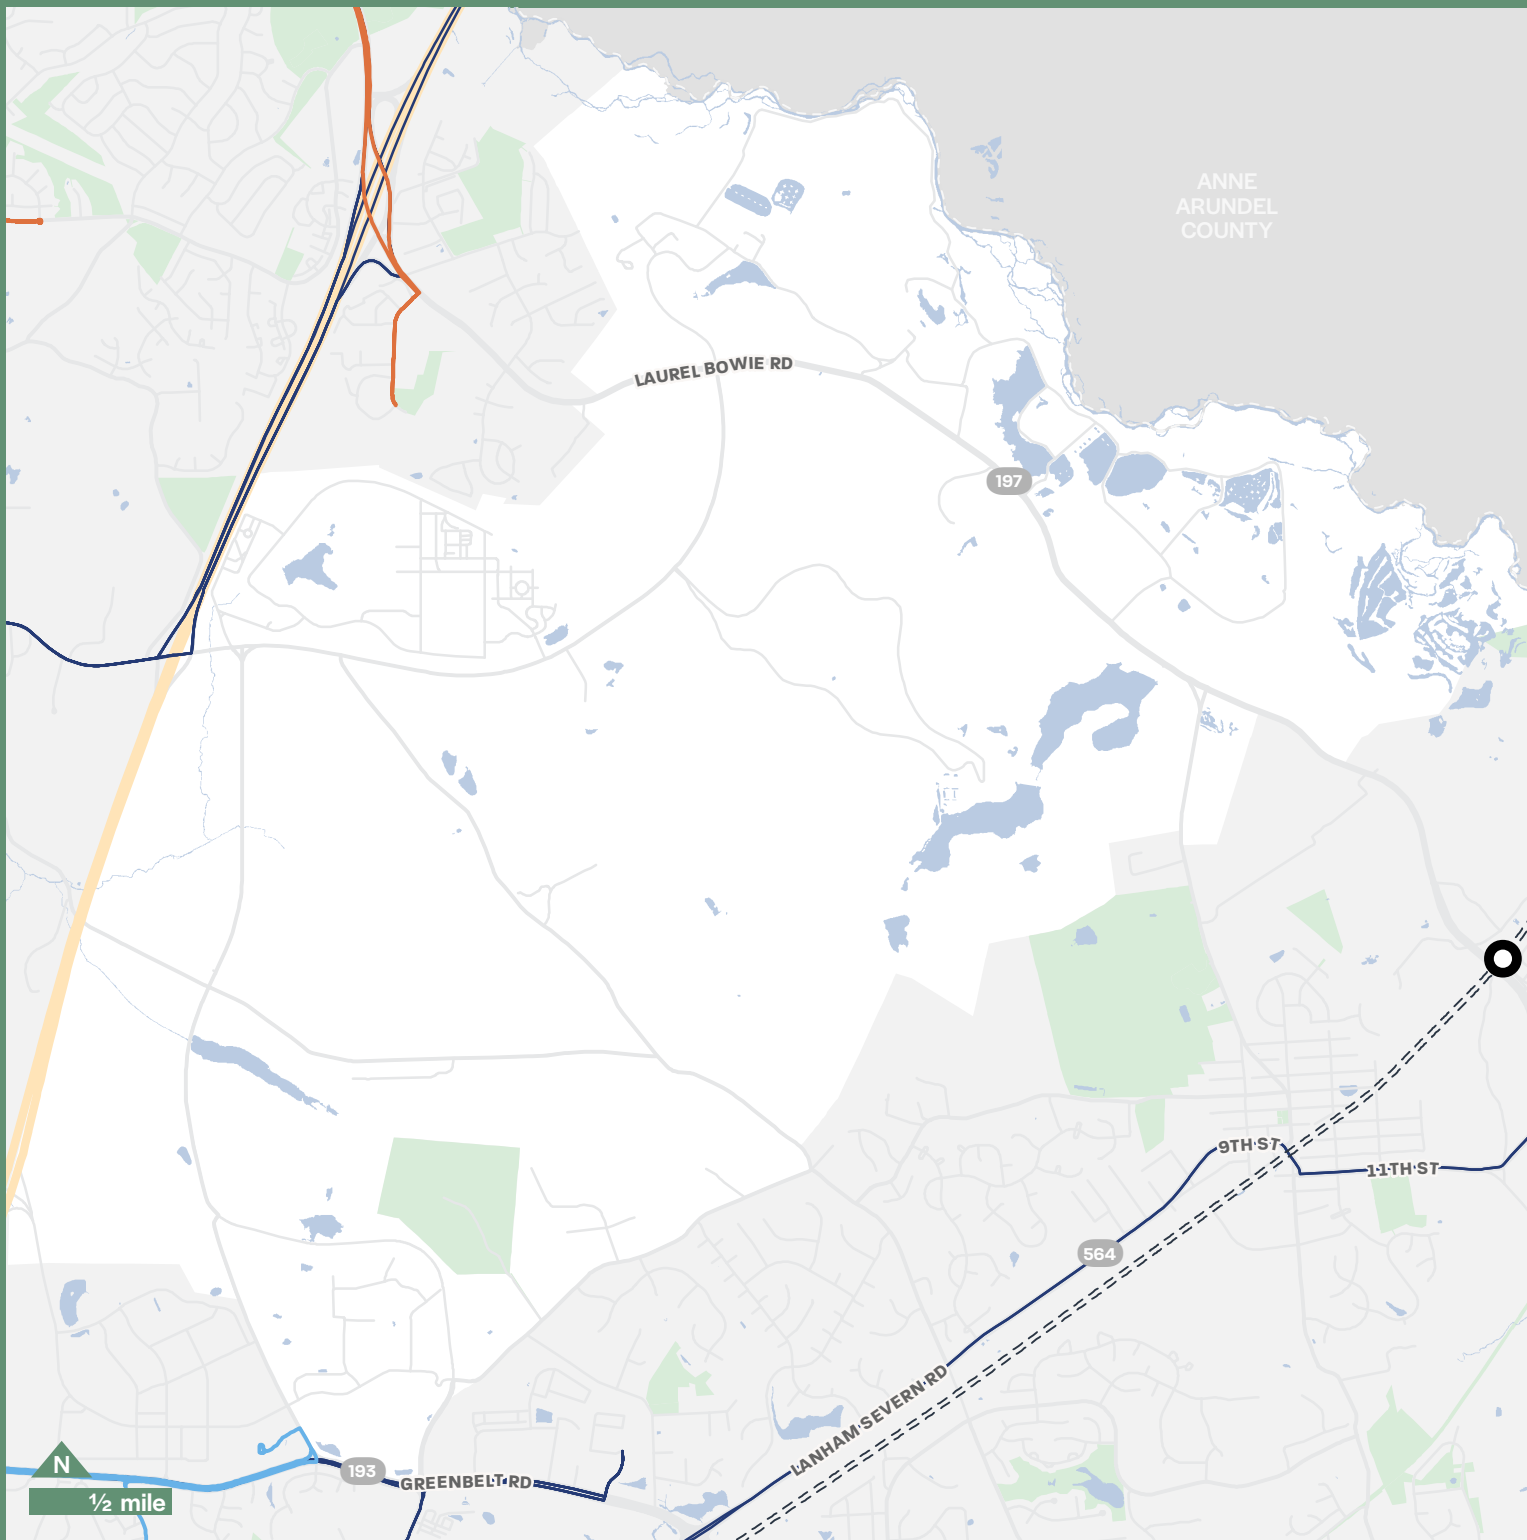 ANNE
ARUNDEL
COUNTY
LAUREL BOWIE RD
197
9TH ST
11TH ST
564
LANHAM SEVERN RD
N
193
GREENBELT RD
½ mile